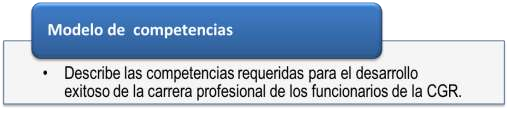 Modelo de competencias
• Describe las competencias requeridas para el desarrollo
exitoso de la carrera profesional de los funcionarios de la CGR.